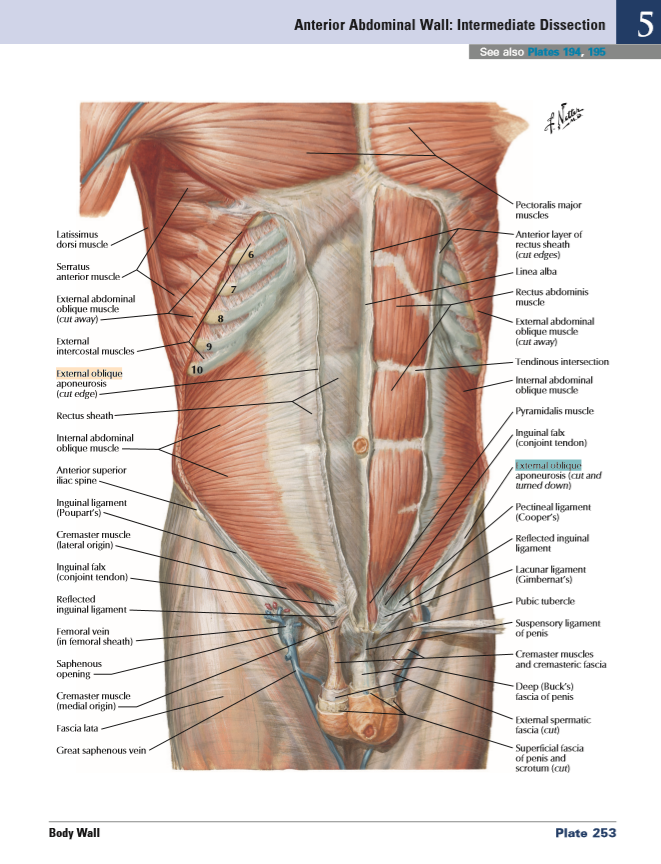 Anterior Abdominal Wall: Intermediate Dissection
5
See also Plates 194, 195
F. Netter
M.D.
Latissimus
dorsi muscle
Serratus
anterior muscle
External abdominal
oblique muscle
(cut away)
External
intercostal muscles
External oblique
aponeurosis
(cut edge)
Rectus sheath
Internal abdominal
oblique muscle
Anterior superior
iliac spine
Inguinal ligament
(Poupart's)
Cremaster muscle
(lateral origin)
Inguinal falx
(conjoint tendon)
Reflected
inguinal ligament
Femoral vein
(in femoral sheath)
Saphenous
opening
Cremaster muscle
(medial origin)
Fascia lata
Great saphenous vein
6
7
8
9
10
Pectoralis major
muscles
Anterior layer of
rectus sheath
(cut edges)
Linea alba
Rectus abdominis
muscle
External abdominal
oblique muscle
(cut away)
Tendinous intersection
Internal abdominal
oblique muscle
Pyramidalis muscle
Inguinal falx
(conjoint tendon)
External oblique
aponeurosis (cut and
turned down)
Pectineal ligament
(Cooper's)
Reflected inguinal
ligament
Lacunar ligament
(Gimbernat's)
Pubic tubercle
Suspensory ligament
of penis
Cremaster muscles
and cremasteric fascia
Deep (Buck's)
fascia of penis
External spermatic
fascia (cut)
Superficial fascia
of penis and
scrotum (cut)
Body Wall
Plate 253